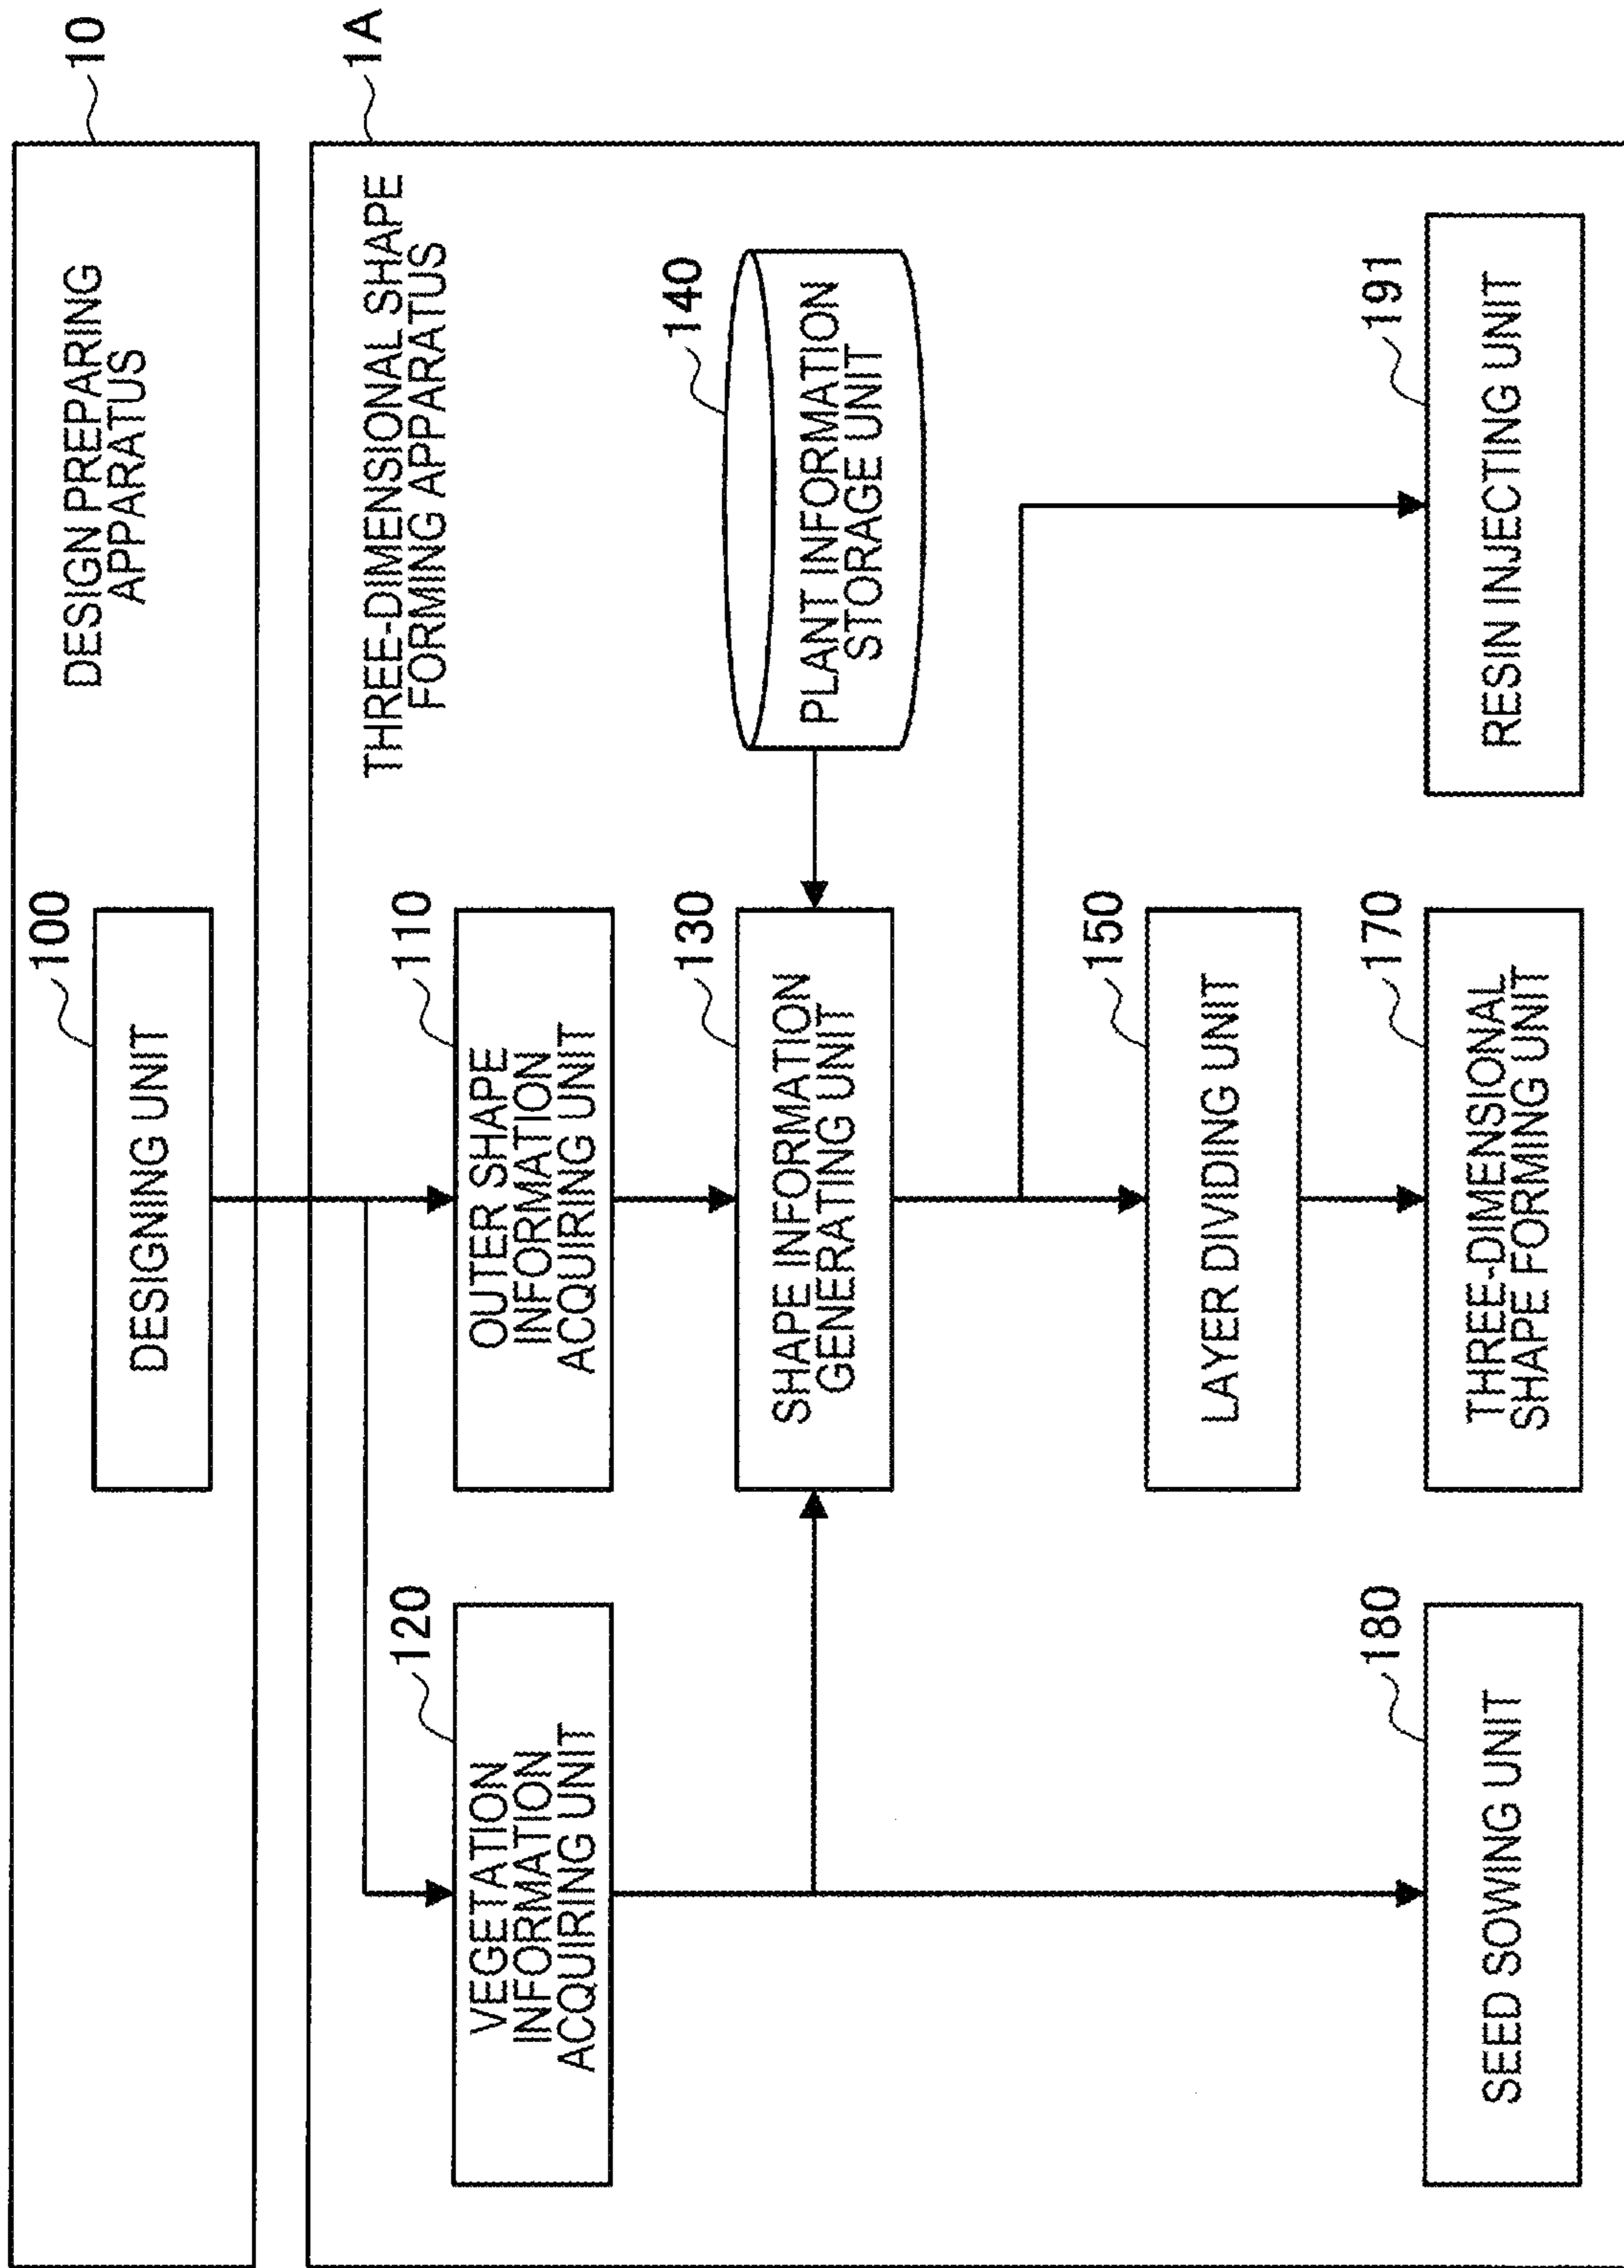 10
DESIGN PREPARING
APPARATUS
100
DESIGNING UNIT
1A
THREE-DIMENSIONAL SHAPE
FORMING APPARATUS
120
VEGETATION
INFORMATION
ACQUIRING UNIT
110
OUTER SHAPE
INFORMATION
ACQUIRING UNIT
130
SHAPE INFORMATION
GENERATING UNIT
140
PLANT INFORMATION
STORAGE UNIT
150
LAYER DIVIDING UNIT
180
SEED SOWING UNIT
170
THREE-DIMENSIONAL
SHAPE FORMING UNIT
191
RESIN INJECTING UNIT